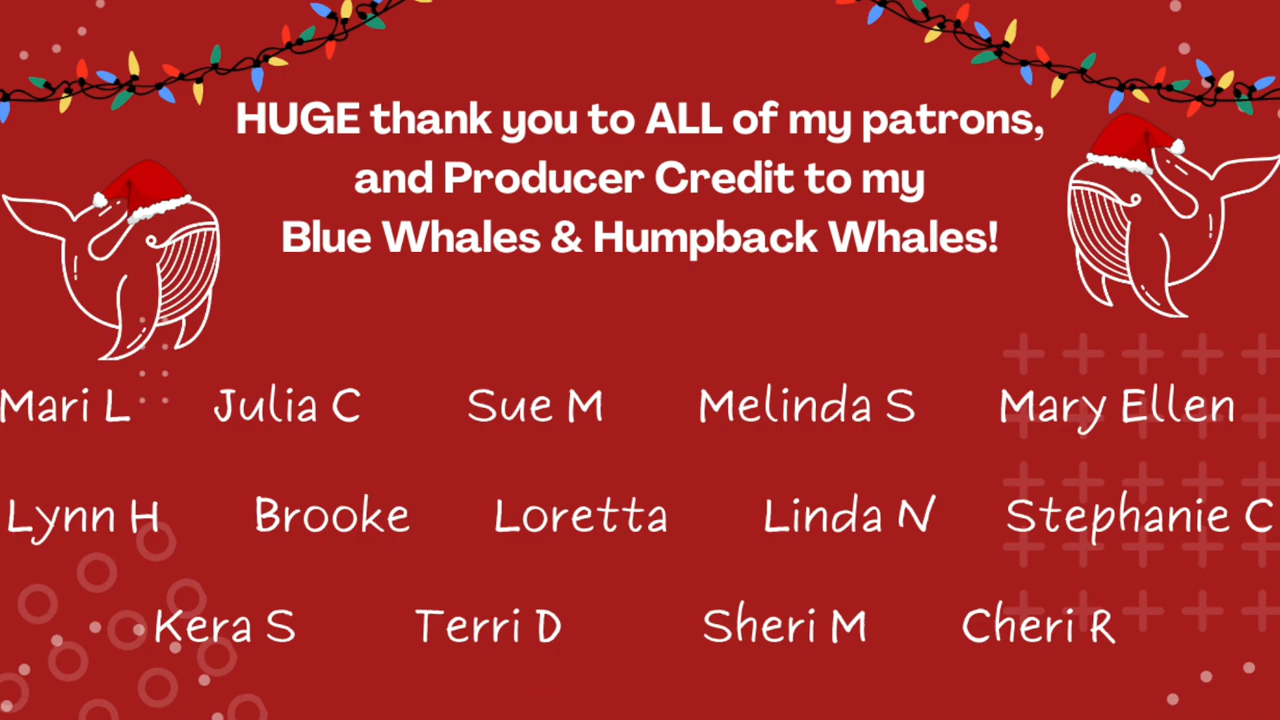 HUGE thank you to ALL of my patrons,
and Producer Credit to my
Blue Whales & Humpback Whales!
Mari L Julia C Sue M Melinda S Mary Ellen
Lynn H Brooke Loretta Linda N Stephanie C
Kera S Terri D Sheri M Cheri R